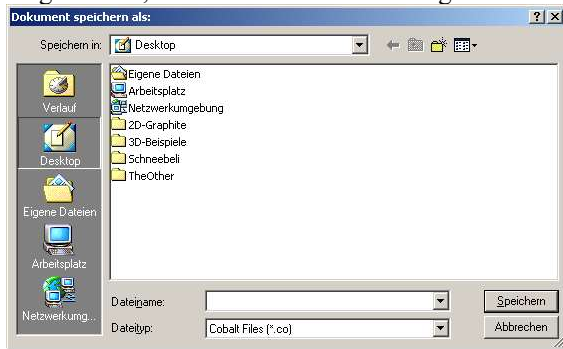 Dokument speichern als:
Speichern in:
Desktop
Verlauf
Desktop
Eigene Dateien
Arbeitsplatz
Netzwerkumg...
Eigene Dateien
Arbeitsplatz
Netzwerkumgebung
2D-Graphite
3D-Beispiele
Schneebeli
TheOther
Dateiname:
Speichern
Dateityp:
Cobalt Files (*.co)
Abbrechen